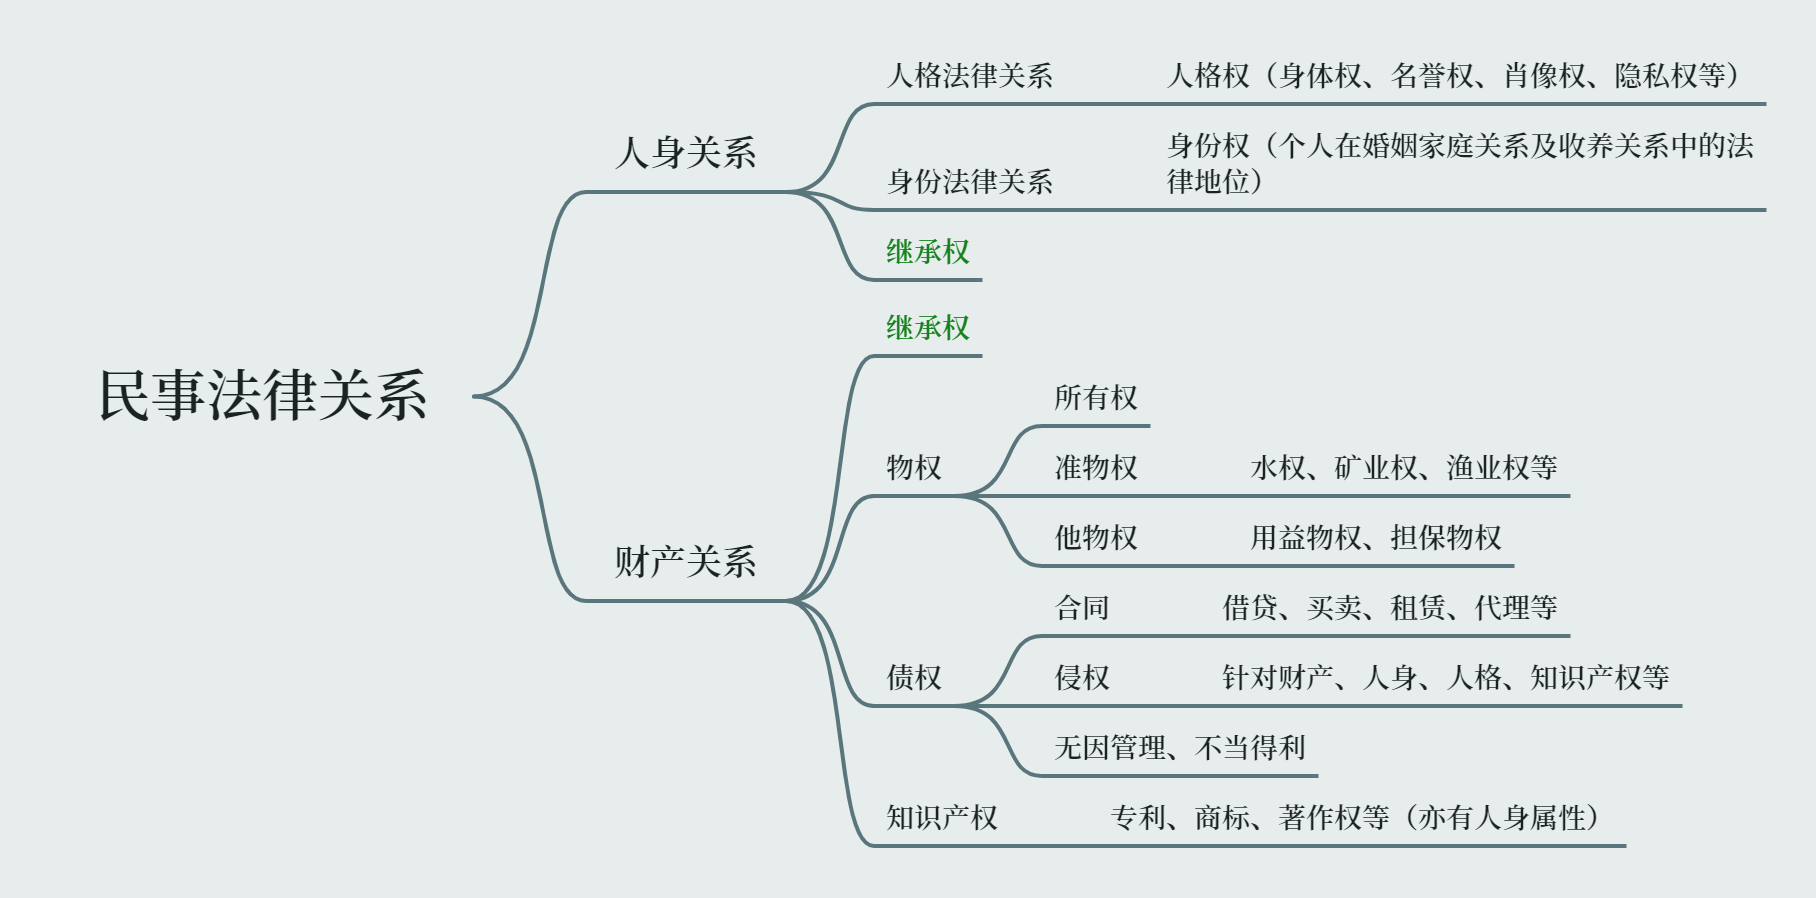 民事法律关系
人身关系
人格法律关系
人格权（身体权、名誉权、肖像权、隐私权等）
身份法律关系
身份权（个人在婚姻家庭关系及收养关系中的法
律地位）
继承权
财产关系
继承权
物权
所有权
准物权
水权、矿业权、渔业权等
他物权
用益物权、担保物权
债权
合同
借贷、买卖、租赁、代理等
侵权
针对财产、人身、人格、知识产权等
无因管理、不当得利
知识产权
专利、商标、著作权等（亦有人身属性）